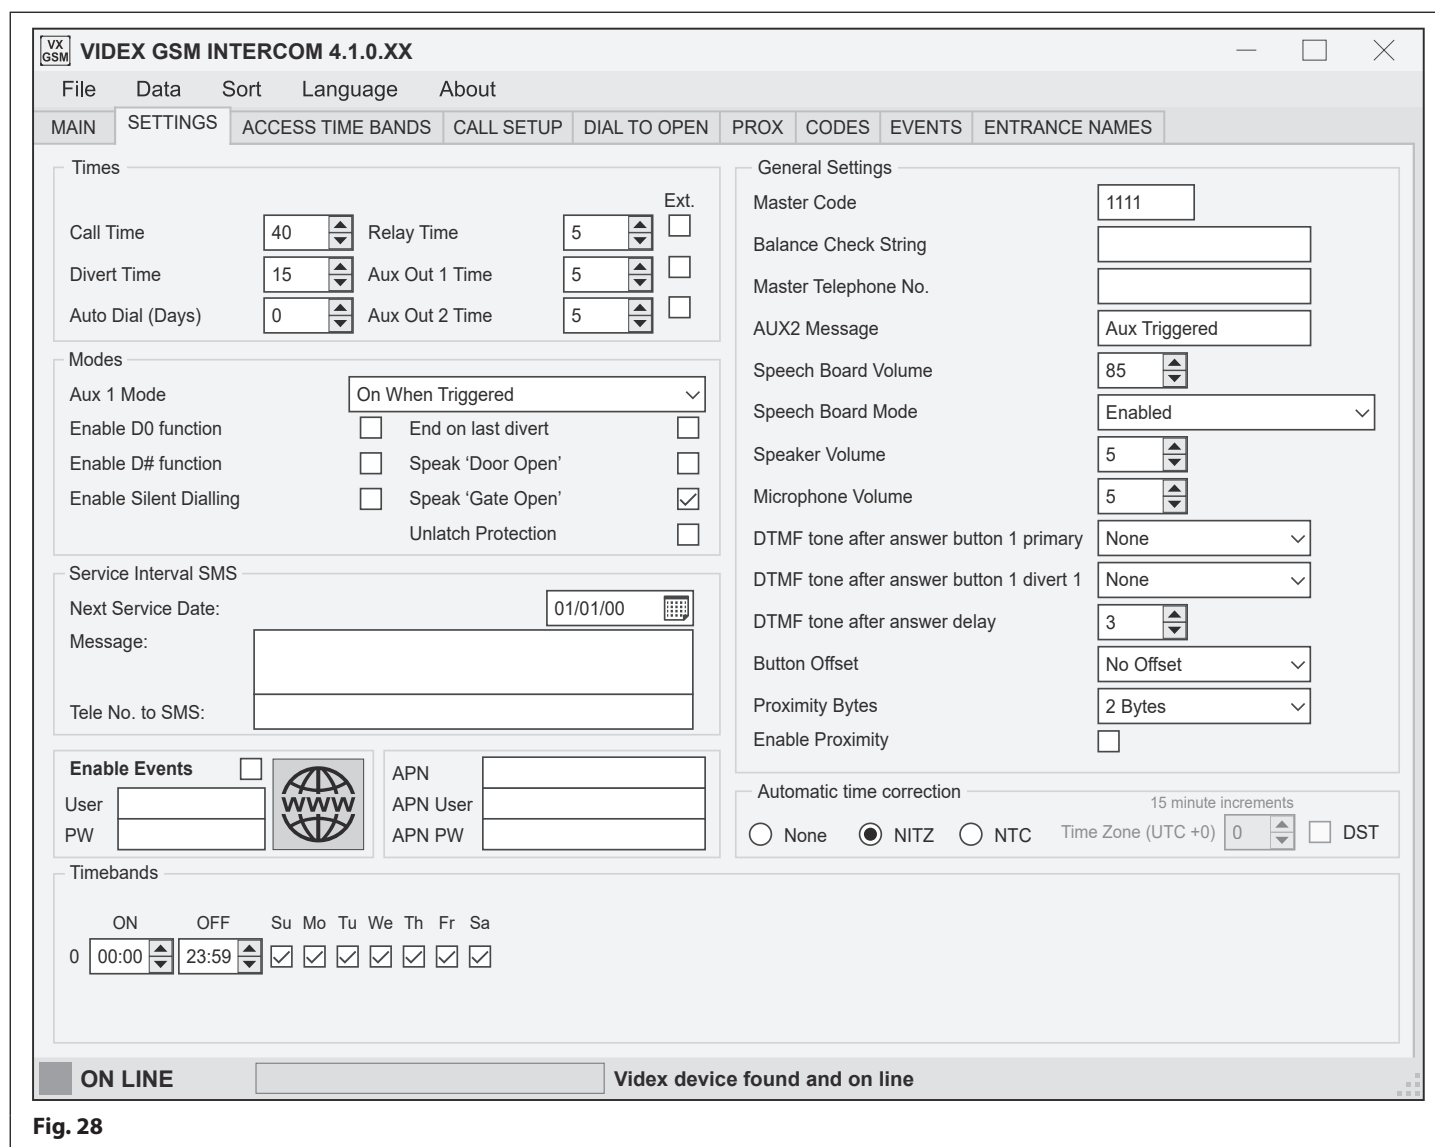 VX
GSM
VIDEX GSM INTERCOM 4.1.0.XX
File Data Sort Language About
MAIN SETTINGS ACCESS TIME BANDS CALL SETUP DIAL TO OPEN PROX CODES EVENTS ENTRANCE NAMES
Times
Ext.
Call Time 40 Relay Time 5
Divert Time 15 Aux Out 1 Time 5
Auto Dial (Days) 0 Aux Out 2 Time 5
Modes
Aux 1 Mode On When Triggered
Enable D0 function End on last divert
Enable D# function Speak ‘Door Open’
Enable Silent Dialling Speak ‘Gate Open’
Unlatch Protection
Service Interval SMS
Next Service Date: 01/01/00
Message:
Tele No. to SMS:
Enable Events
User
PW
WWW
APN
APN User
APN PW
General Settings
Master Code 1111
Balance Check String
Master Telephone No.
AUX2 Message Aux Triggered
Speech Board Volume 85
Speech Board Mode Enabled
Speaker Volume 5
Microphone Volume 5
DTMF tone after answer button 1 primary None
DTMF tone after answer button 1 divert 1 None
DTMF tone after answer delay 3
Button Offset No Offset
Proximity Bytes 2 Bytes
Enable Proximity
Automatic time correction
15 minute increments
None NITZ NTC Time Zone (UTC +0) 0 DST
Timebands
ON OFF Su Mo Tu We Th Fr Sa
0 00:00 23:59
ON LINE Videx device found and on line
Fig. 28